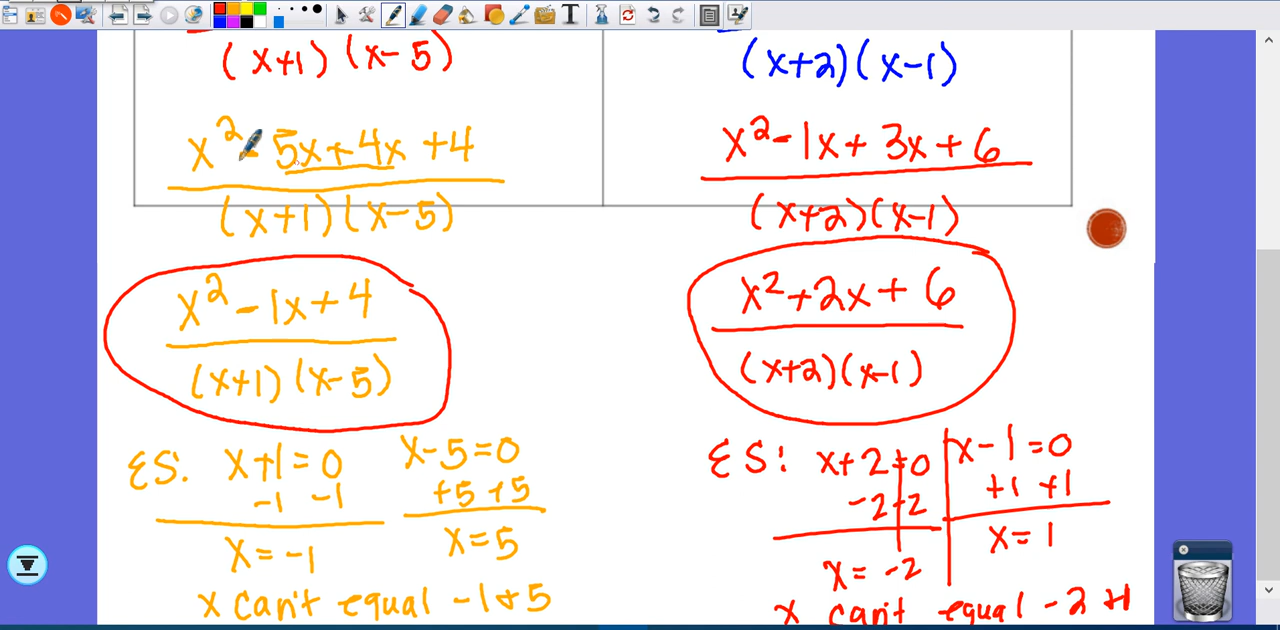 (x+1) (x-5)
x² - 5x + 4x + 4
(x+1) (x-5)
x² - 1x + 4
(x+1) (x-5)
ES: x+1=0 x-5=0
-1 -1 +5 +5
x = -1 x = 5
x can't equal -1 & 5
(x+2)(x-1)
x² - 1x + 3x + 6
(x+2)(x-1)
x² + 2x + 6
(x+2)(x-1)
ES: x+2=0 x-1=0
-2 -2 +1 +1
x = -2 x = 1
x can't equal -2 + 1